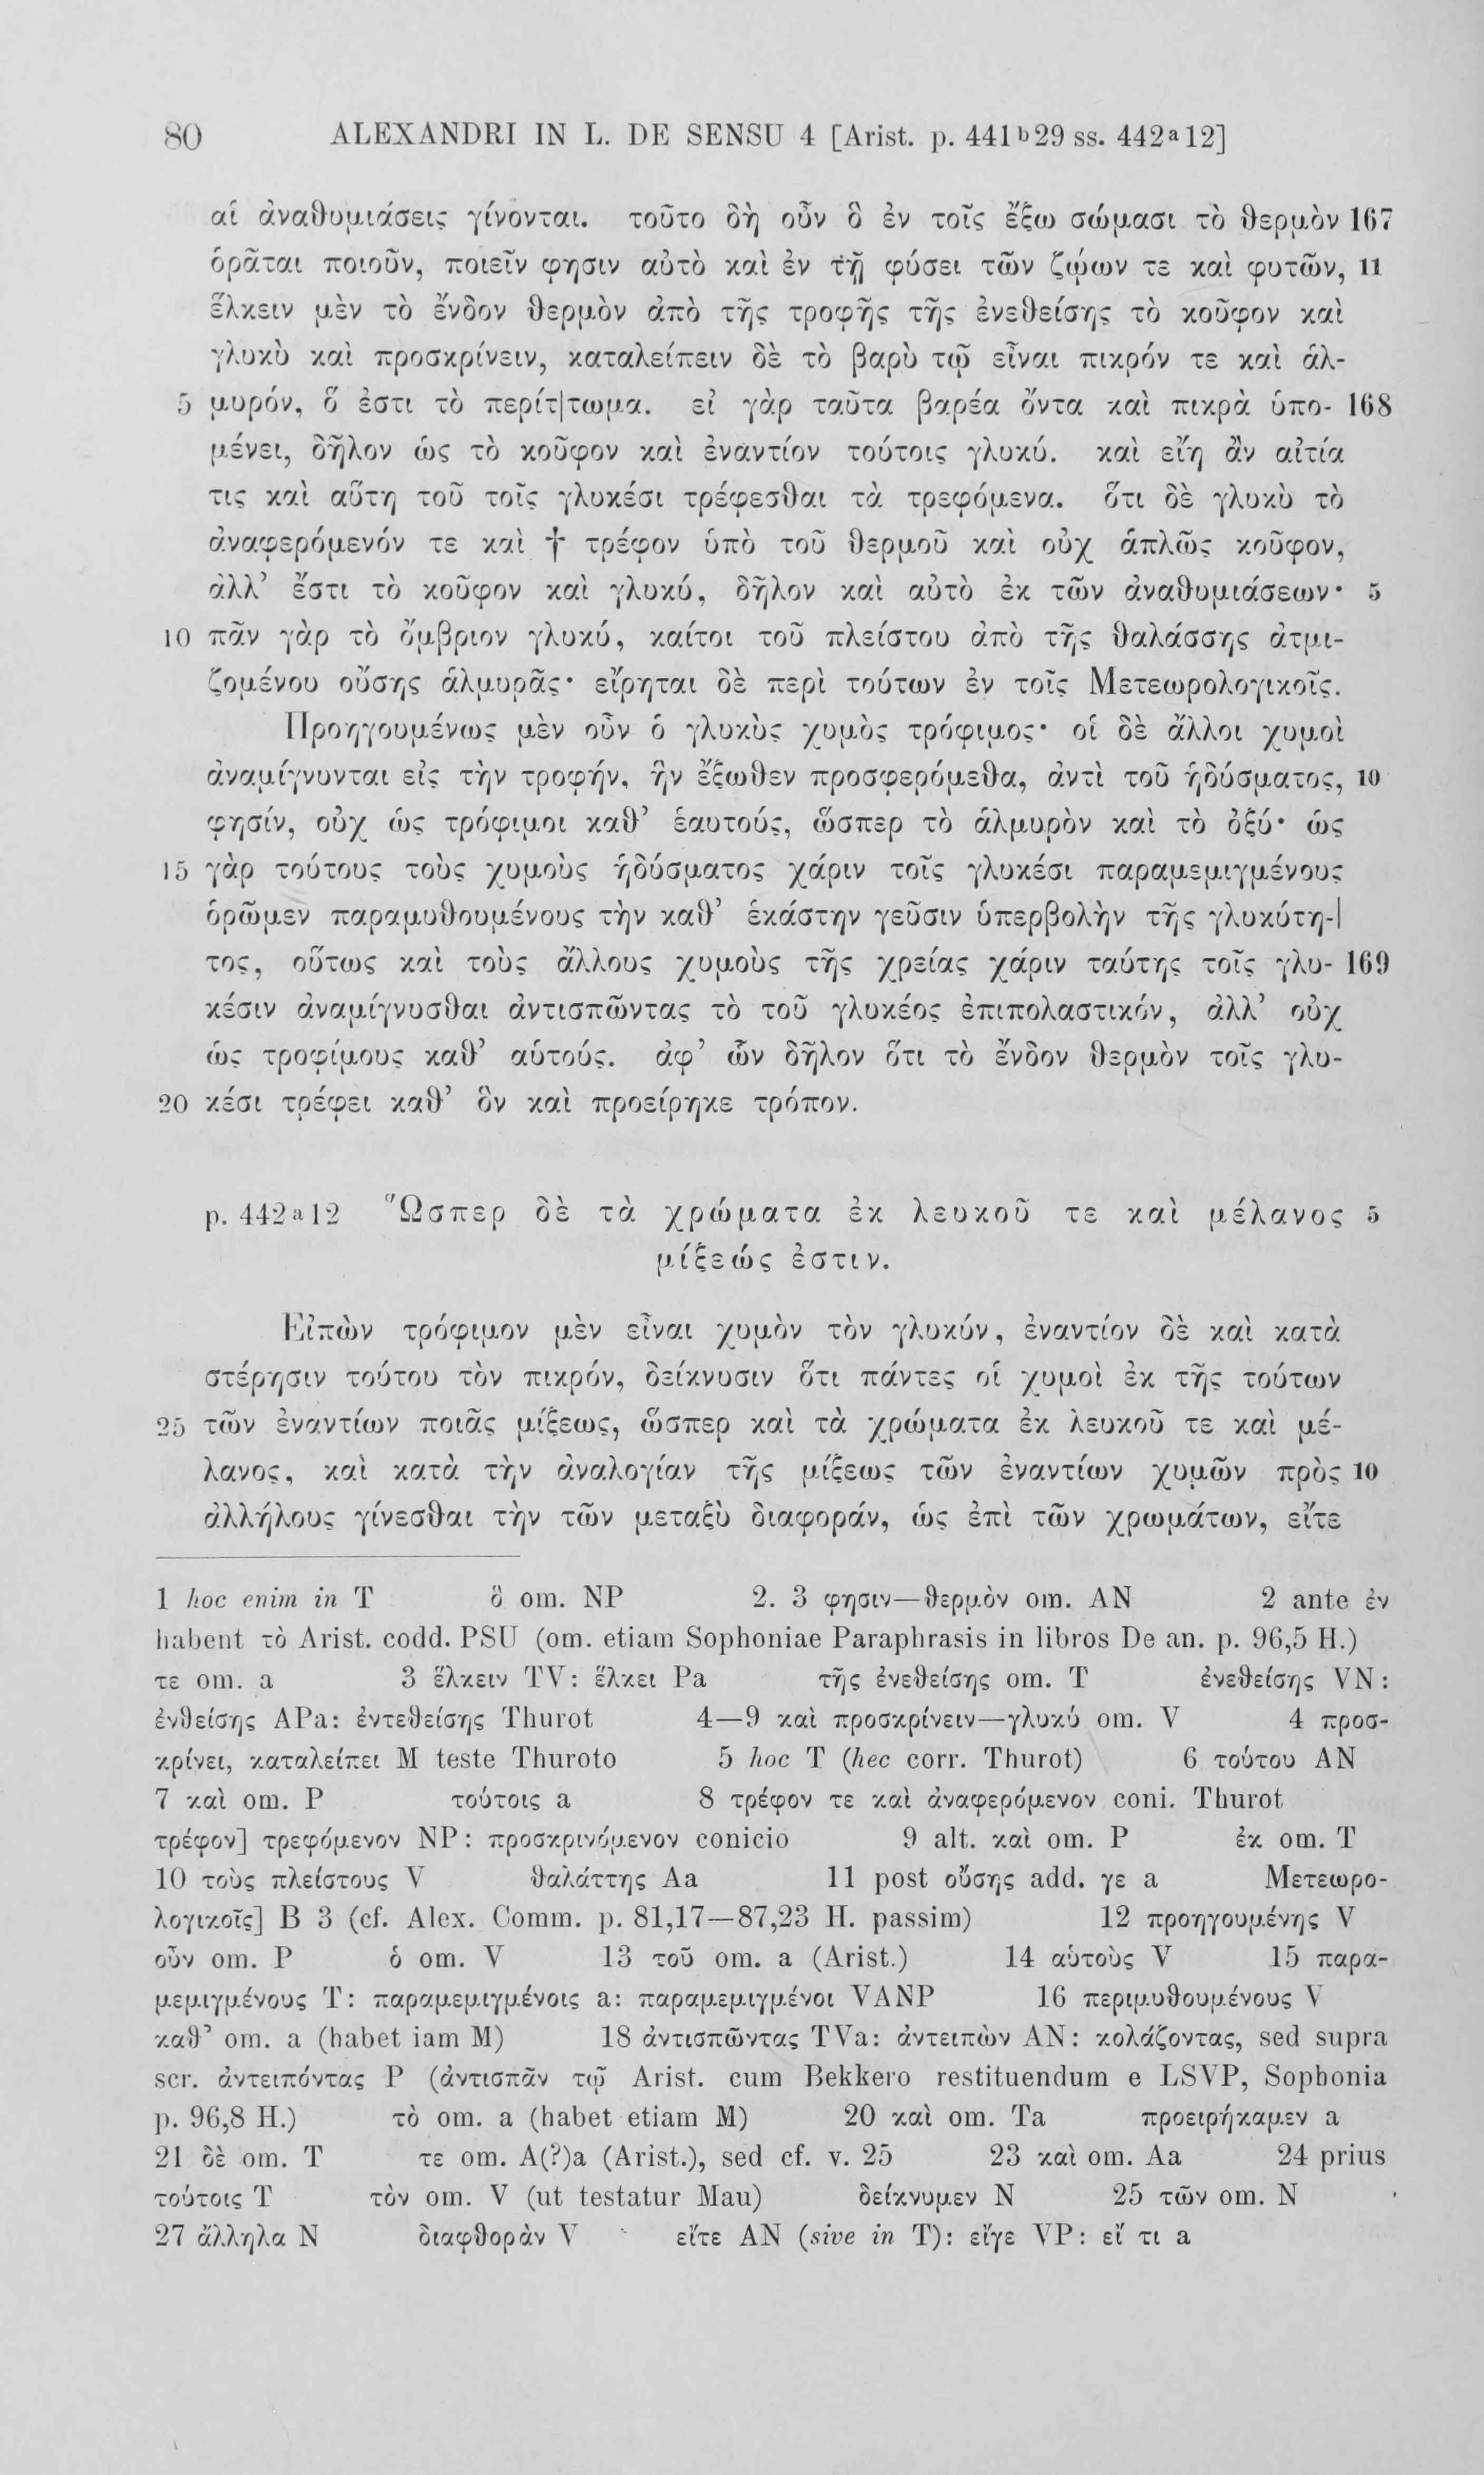 80 ALEXANDRI IN L. DE SENSU 4 [Arist. p. 441b29 ss. 442a12]
αἱ ἀναθυμιάσεις γίνονται. τοῦτο δὴ οὖν ὃ ἐν τοῖς ἔξω σώμασι τὸ θερμὸν 167
ὁρᾶται ποιοῦν, ποιεῖν φησιν αὐτὸ καὶ ἐν τῇ φύσει τῶν ζῴων τε καὶ φυτῶν, 11
ἕλκειν μὲν τὸ ἔνδον θερμὸν ἀπὸ τῆς τροφῆς τῆς ἐνεθείσης τὸ κοῦφον καὶ
γλυκὺ καὶ προσκρίνειν, καταλείπειν δὲ τὸ βαρὺ τῷ εἶναι πικρόν τε καὶ ἁλ-
5 μυρόν, ὅ ἐστι τὸ περίτ|τωμα. εἰ γὰρ ταῦτα βαρέα ὄντα καὶ πικρὰ ὑπο- 168
μένει, δῆλον ὡς τὸ κοῦφον καὶ ἐναντίον τούτοις γλυκύ. καὶ εἴη ἂν αἰτία
τις καὶ αὕτη τοῦ τοῖς γλυκέσι τρέφεσθαι τὰ τρεφόμενα. ὅτι δὲ γλυκὺ τὸ
ἀναφερόμενόν τε καὶ † τρέφον ὑπὸ τοῦ θερμοῦ καὶ οὐχ ἁπλῶς κοῦφον,
ἀλλ’ ἔστι τὸ κοῦφον καὶ γλυκύ, δῆλον καὶ αὐτὸ ἐκ τῶν ἀναθυμιάσεων· 5
10 πᾶν γὰρ τὸ ὄμβριον γλυκύ, καίτοι τοῦ πλείστου ἀπὸ τῆς θαλάσσης ἀτμι-
ζομένου οὔσης ἁλμυρᾶς· εἴρηται δὲ περὶ τούτων ἐν τοῖς Μετεωρολογικοῖς.
Προηγουμένως μὲν οὖν ὁ γλυκὺς χυμὸς τρόφιμος· οἱ δὲ ἄλλοι χυμοὶ
ἀναμίγνυνται εἰς τὴν τροφήν, ἣν ἔξωθεν προσφερόμεθα, ἀντὶ τοῦ ἡδύσματος, 10
φησίν, οὐχ ὡς τρόφιμοι καθ’ ἑαυτούς, ὥσπερ τὸ ἁλμυρὸν καὶ τὸ ὀξύ· ὡς
15 γὰρ τούτους τοὺς χυμοὺς ἡδύσματος χάριν τοῖς γλυκέσι παραμεμιγμένους
ὁρῶμεν παραμυθουμένους τὴν καθ’ ἑκάστην γεῦσιν ὑπερβολὴν τῆς γλυκύτη-|
τος, οὕτως καὶ τοὺς ἄλλους χυμοὺς τῆς χρείας χάριν ταύτης τοῖς γλυ- 169
κέσιν ἀναμίγνυσθαι ἀντισπῶντας τὸ τοῦ γλυκέος ἐπιπολαστικόν, ἀλλ’ οὐχ
ὡς τροφίμους καθ’ αὑτούς. ἀφ’ ὧν δῆλον ὅτι τὸ ἔνδον θερμὸν τοῖς γλυ-
20 κέσι τρέφει καθ’ ὃν καὶ προείρηκε τρόπον.
p. 442a12 Ὥσπερ δὲ τὰ χρώματα ἐκ λευκοῦ τε καὶ μέλανος 5
μίξεώς ἐστιν.
Εἰπὼν τρόφιμον μὲν εἶναι χυμὸν τὸν γλυκύν, ἐναντίον δὲ καὶ κατὰ
στέρησιν τούτου τὸν πικρόν, δείκνυσιν ὅτι πάντες οἱ χυμοὶ ἐκ τῆς τούτων
25 τῶν ἐναντίων ποιᾶς μίξεως, ὥσπερ καὶ τὰ χρώματα ἐκ λευκοῦ τε καὶ μέ-
λανος, καὶ κατὰ τὴν ἀναλογίαν τῆς μίξεως τῶν ἐναντίων χυμῶν πρὸς 10
ἀλλήλους γίνεσθαι τὴν τῶν μεταξὺ διαφοράν, ὡς ἐπὶ τῶν χρωμάτων, εἴτε
1 hoc enim in T ὃ om. NP 2. 3 φησιν—θερμὸν om. AN 2 ante ἐν
habent τὸ Arist. codd. PSU (om. etiam Sophoniae Paraphrasis in libros De an. p. 96,5 H.)
τε om. a 3 ἕλκειν TV: ἕλκει Pa τῆς ἐνεθείσης om. T ἐνεθείσης VN:
ἐνθείσης APa: ἐντεθείσης Thurot 4—9 καὶ προσκρίνειν—γλυκύ om. V 4 προσ-
κρίνει, καταλείπει M teste Thuroto 5 hoc T (hec corr. Thurot) 6 τούτου AN
7 καὶ om. P τούτοις a 8 τρέφον τε καὶ ἀναφερόμενον coni. Thurot
τρέφον] τρεφόμενον NP: προσκρινόμενον conicio 9 alt. καὶ om. P ἐκ om. T
10 τοὺς πλείστους V θαλάττης Aa 11 post οὔσης add. γε a Μετεωρο-
λογικοῖς] B 3 (cf. Alex. Comm. p. 81,17—87,23 H. passim) 12 προηγουμένης V
οὖν om. P ὁ om. V 13 τοῦ om. a (Arist.) 14 αὑτοὺς V 15 παρα-
μεμιγμένους T: παραμεμιγμένοις a: παραμεμιγμένοι VANP 16 περιμυθουμένους V
καθ’ om. a (habet iam M) 18 ἀντισπῶντας TVa: ἀντειπὼν AN: κολάζοντας, sed supra
scr. ἀντειπόντας P (ἀντισπᾶν τῷ Arist. cum Bekkero restituendum e LSVP, Sophonia
p. 96,8 H.) τὸ om. a (habet etiam M) 20 καὶ om. Ta προειρήκαμεν a
21 δὲ om. T τε om. A(?)a (Arist.), sed cf. v. 25 23 καὶ om. Aa 24 prius
τούτοις T τὸν om. V (ut testatur Mau) δείκνυμεν N 25 τῶν om. N
27 ἄλληλα N διαφθορὰν V εἴτε AN (sive in T): εἴγε VP: εἴ τι a